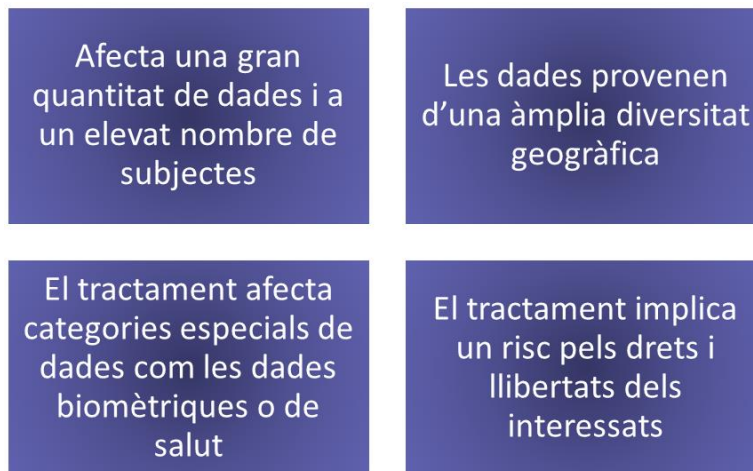 Afecta una gran
quantitat de dades i a
un elevat nombre de
subjectes
Les dades provenen
d'una àmplia diversitat
geogràfica
El tractament afecta
categories especials de
dades com les dades
biomètriques o de
salut
El tractament implica
un risc pels drets i
llibertats dels
interessats